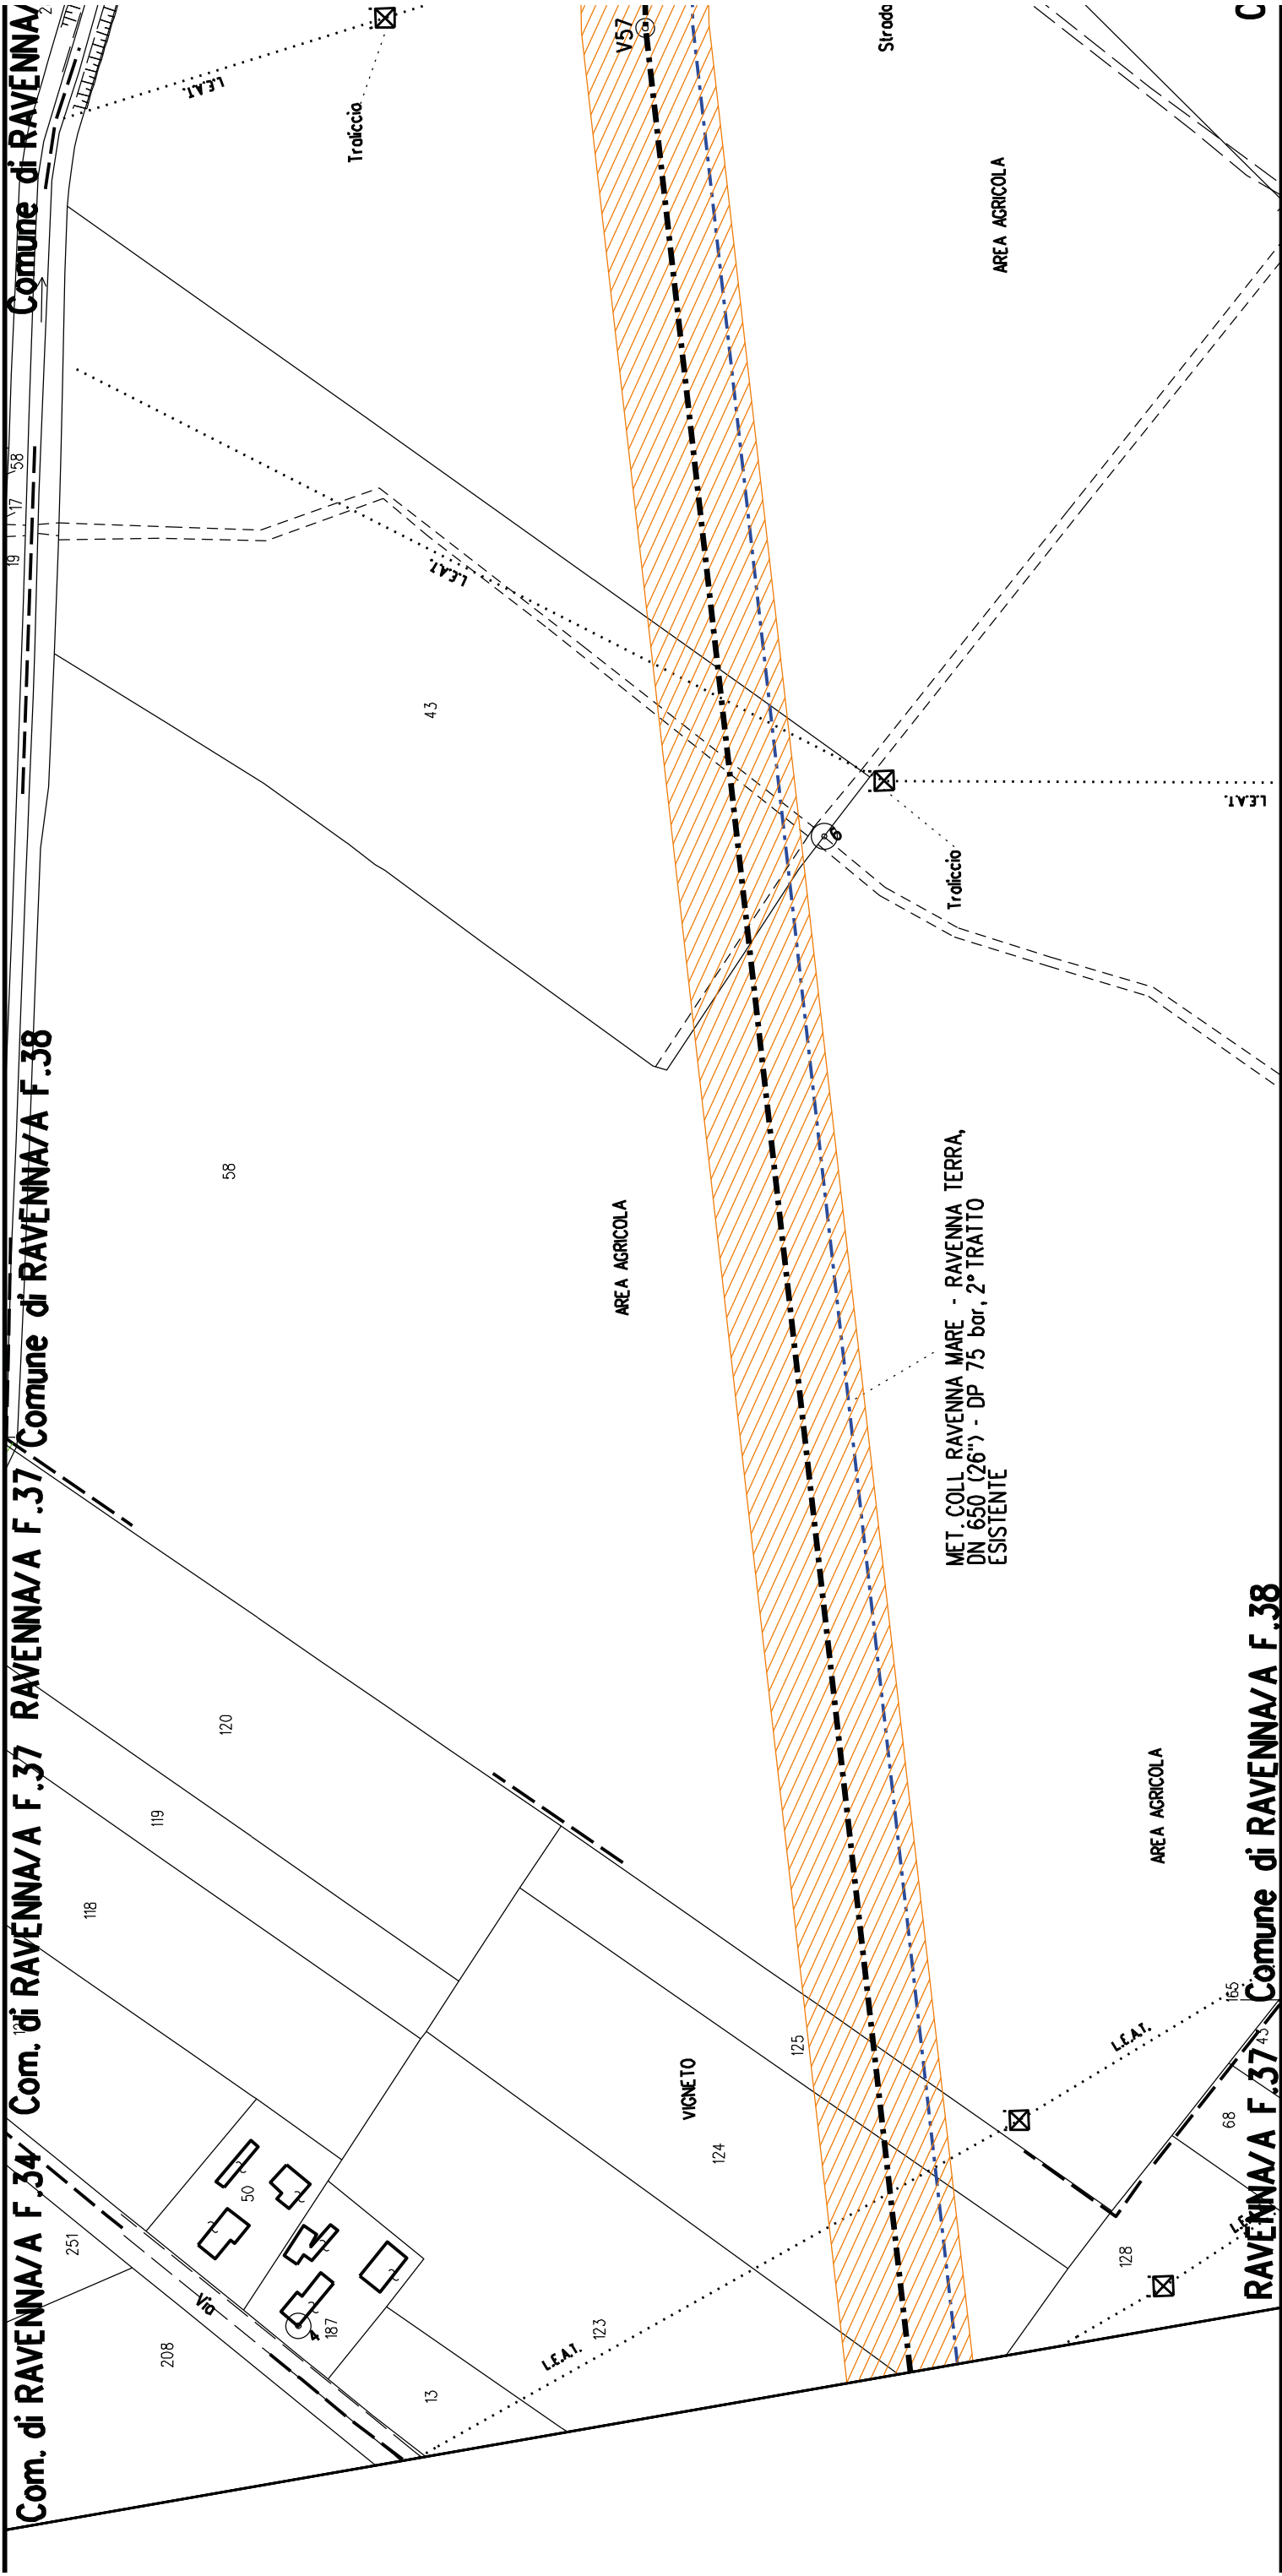 Com. di RAVENNA/A F.34
Com. di RAVENNA/A F.37
RAVENNA/A F.37
Comune di RAVENNA/A F.38
Comune di RAVENNA/
19
17
58
2
251
208
Via
118
119
120
50
187
4
13
58
43
L.E.A.T.
L.E.A.T.
Traliccio
123
L.E.A.T.
VIGNETO
124
125
AREA AGRICOLA
V57
6
Traliccio
Strada
MET. COLL RAVENNA MARE - RAVENNA TERRA,
DN 650 (26") - DP 75 bar, 2° TRATTO
ESISTENTE
AREA AGRICOLA
AREA AGRICOLA
128
L.E.A.T.
68
43
165
L.E.A.T.
RAVENNA/A F.37
Comune di RAVENNA/A F.38
C